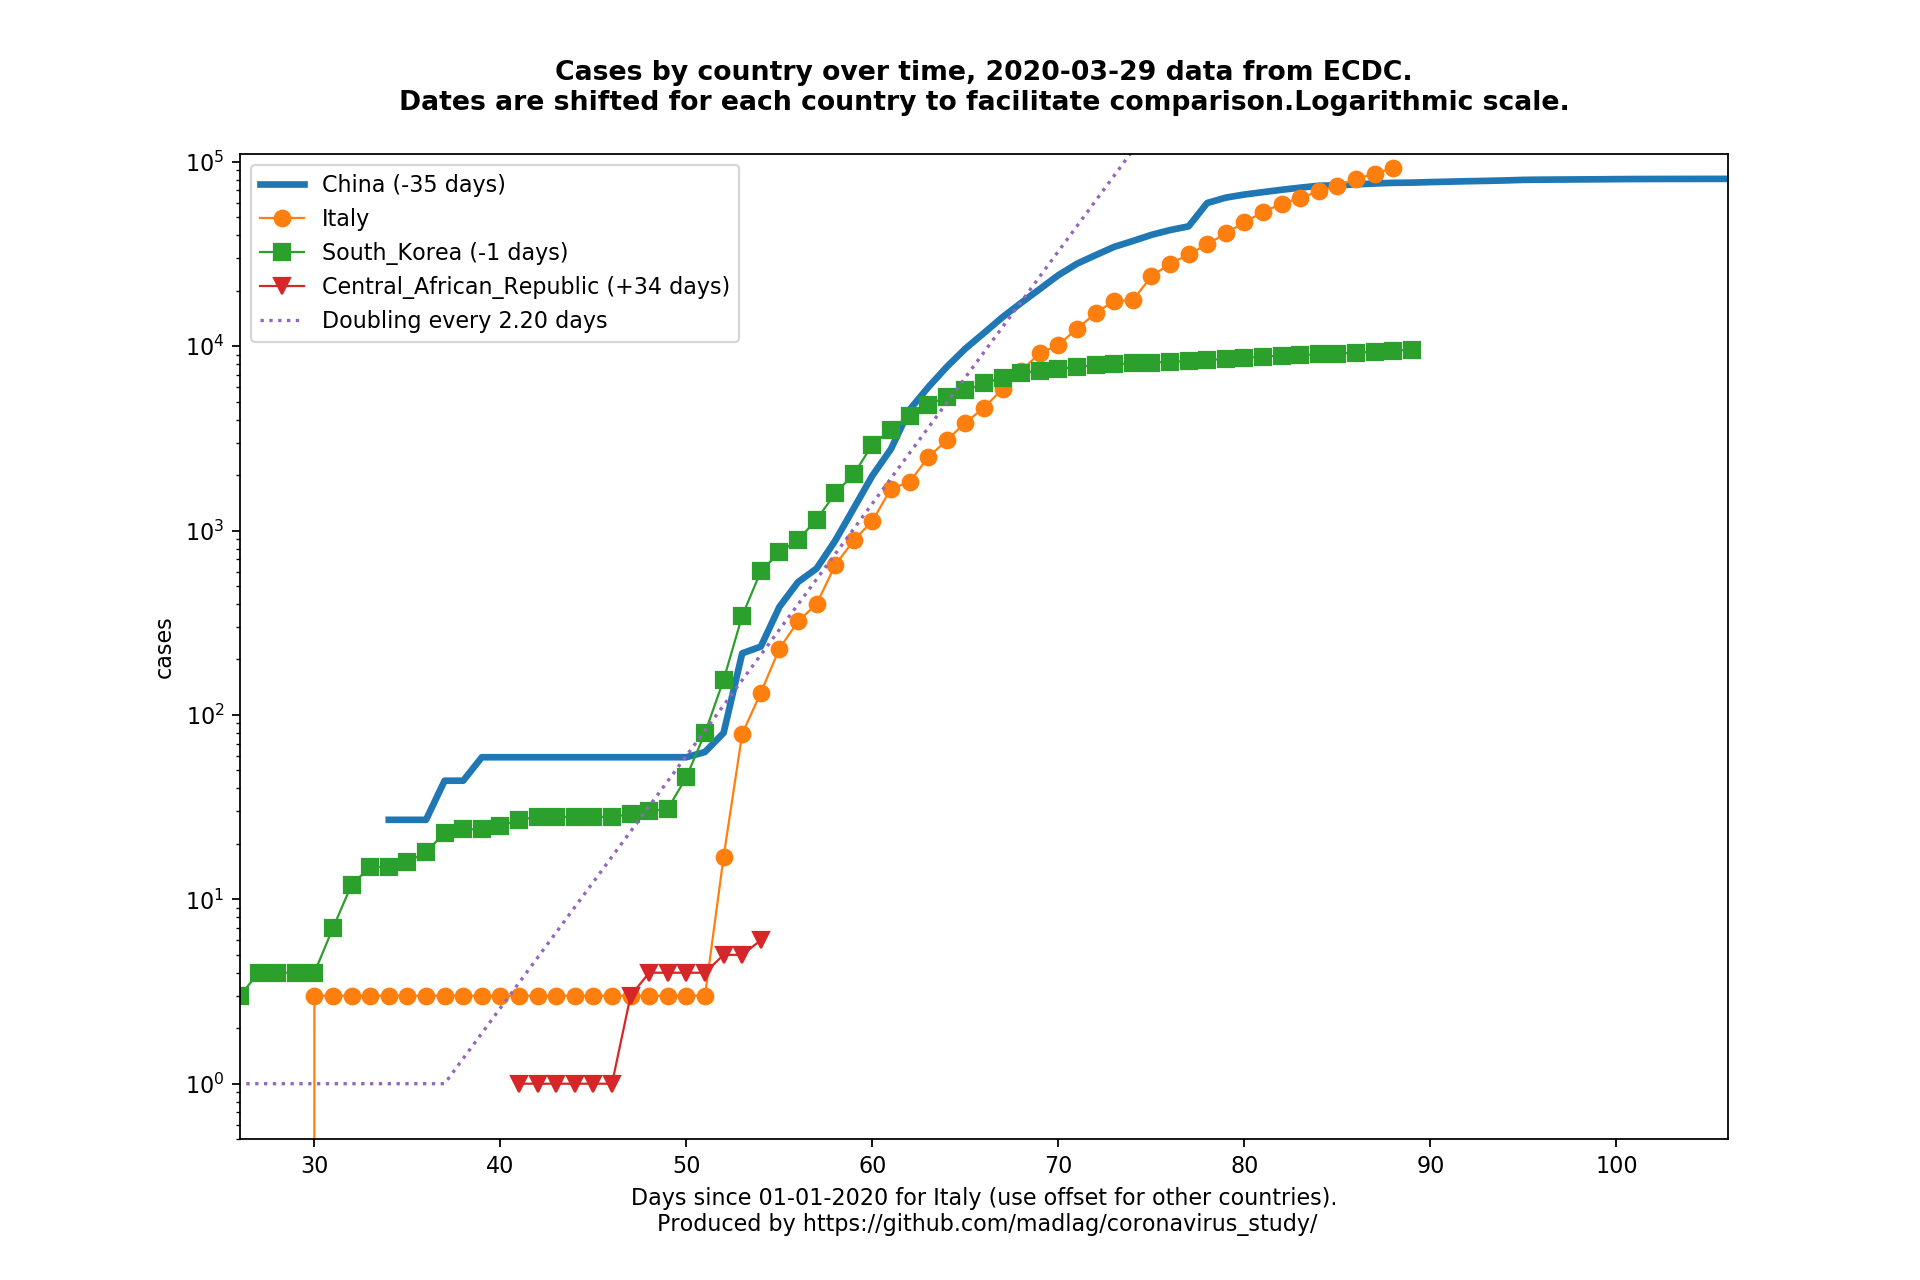 Cases by country over time, 2020-03-29 data from ECDC.
Dates are shifted for each country to facilitate comparison.Logarithmic scale.
China (-35 days)
Italy
South_Korea (-1 days)
Central_African_Republic (+34 days)
Doubling every 2.20 days
10⁵
10⁴
10³
10²
10¹
10⁰
cases
30 40 50 60 70 80 90 100
Days since 01-01-2020 for Italy (use offset for other countries).
Produced by https://github.com/madlag/coronavirus_study/